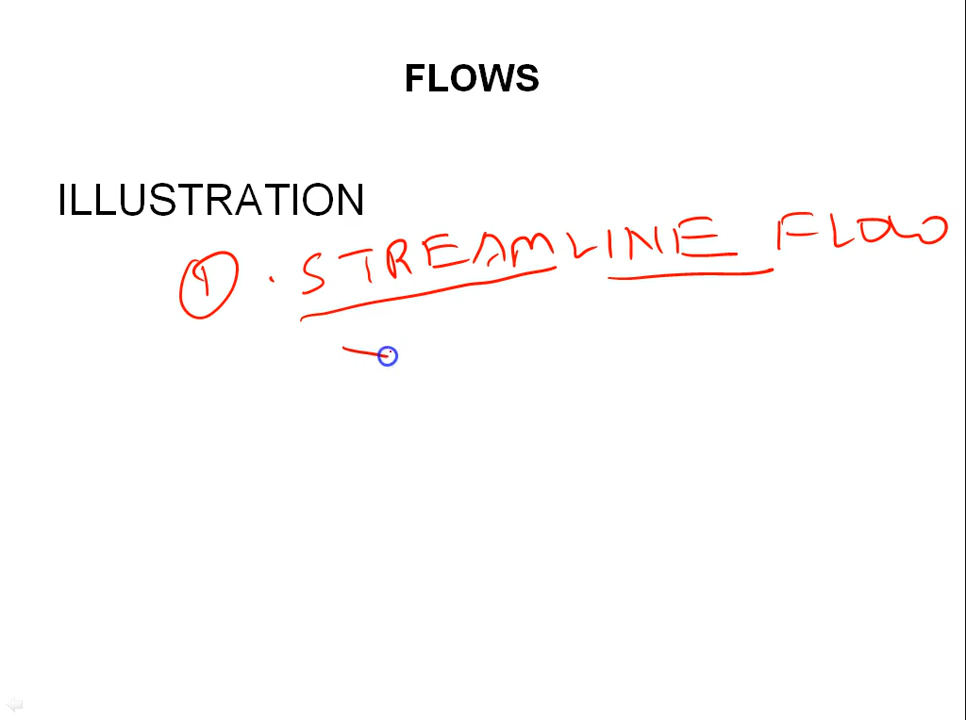 FLOWS
ILLUSTRATION
① . STREAMLINE FLOW